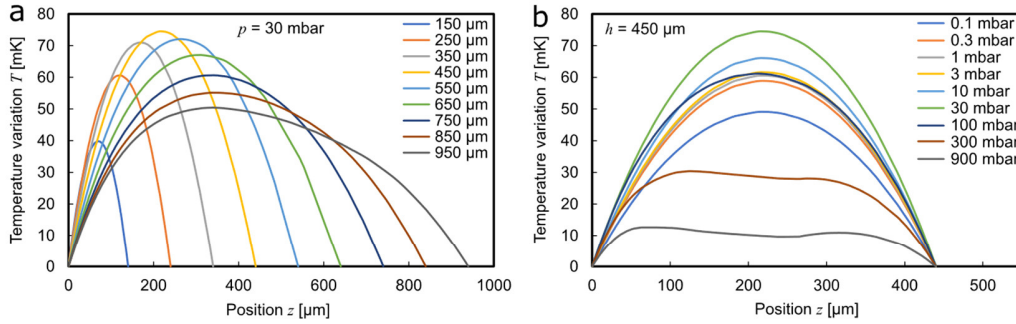 a
p = 30 mbar
Temperature variation T [mK]
80
70
60
50
40
30
20
10
0
0 200 400 600 800 1000
Position z [µm]
150 µm
250 µm
350 µm
450 µm
550 µm
650 µm
750 µm
850 µm
950 µm
b
h = 450 µm
Temperature variation T [mK]
80
70
60
50
40
30
20
10
0
0 100 200 300 400 500
Position z [µm]
0.1 mbar
0.3 mbar
1 mbar
3 mbar
10 mbar
30 mbar
100 mbar
300 mbar
900 mbar